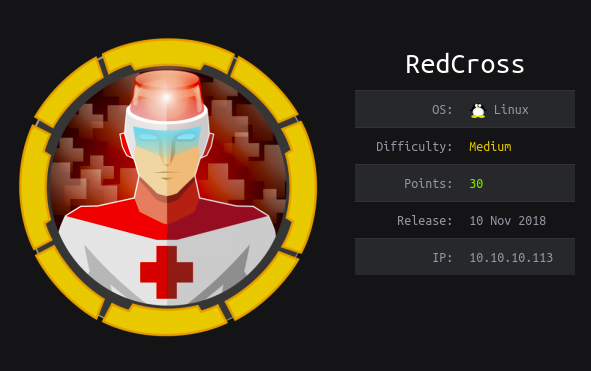 RedCross
OS: Linux
Difficulty: Medium
Points: 30
Release: 10 Nov 2018
IP: 10.10.10.113